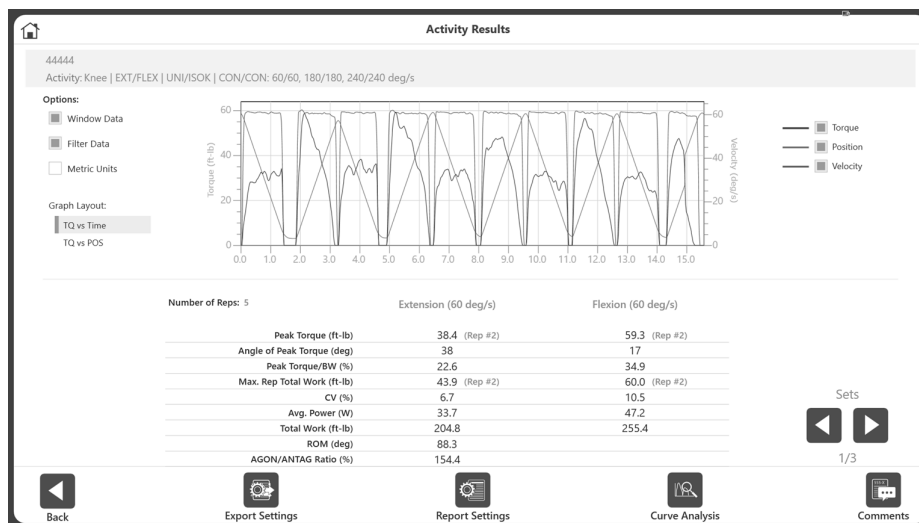 Activity Results
44444
Activity: Knee | EXT/FLEX | UNI/ISOK | CON/CON: 60/60, 180/180, 240/240 deg/s
Options:
Window Data
Filter Data
Metric Units
Graph Layout:
TQ vs Time
TQ vs POS
Torque (ft-lb)
60
40
20
0
0.0 1.0 2.0 3.0 4.0 5.0 6.0 7.0 8.0 9.0 10.0 11.0 12.0 13.0 14.0 15.0
60
40
20
0
Velocity (deg/s)
Torque
Position
Velocity
Number of Reps: 5 Extension (60 deg/s) Flexion (60 deg/s)
Peak Torque (ft-lb) 38.4 (Rep #2) 59.3 (Rep #2)
Angle of Peak Torque (deg) 38 17
Peak Torque/BW (%) 22.6 34.9
Max. Rep Total Work (ft-lb) 43.9 (Rep #2) 60.0 (Rep #2)
CV (%) 6.7 10.5
Avg. Power (W) 33.7 47.2
Total Work (ft-lb) 204.8 255.4
ROM (deg) 88.3
AGON/ANTAG Ratio (%) 154.4
Sets
1/3
Back
Export Settings
Report Settings
Curve Analysis
Comments